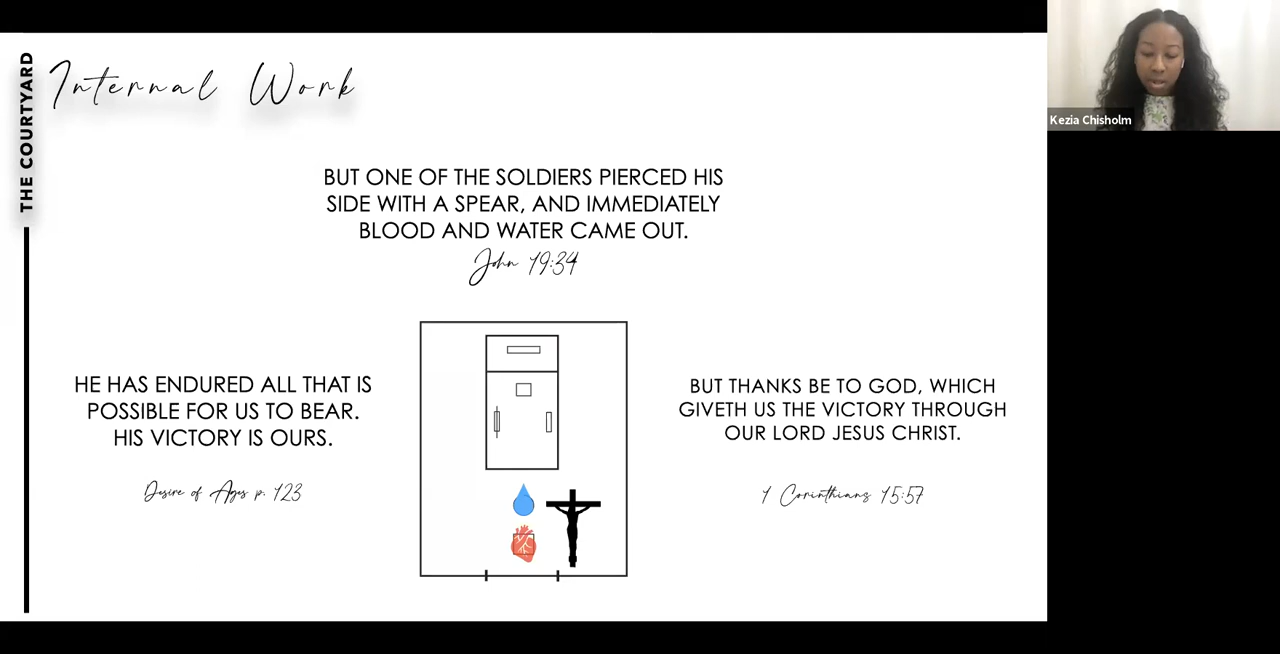 THE COURTYARD
Internal Work
BUT ONE OF THE SOLDIERS PIERCED HIS
SIDE WITH A SPEAR, AND IMMEDIATELY
BLOOD AND WATER CAME OUT.
John 19:34
HE HAS ENDURED ALL THAT IS
POSSIBLE FOR US TO BEAR.
HIS VICTORY IS OURS.
Desire of Ages p. 123
BUT THANKS BE TO GOD, WHICH
GIVETH US THE VICTORY THROUGH
OUR LORD JESUS CHRIST.
1 Corinthians 15:57
Kezia Chisholm